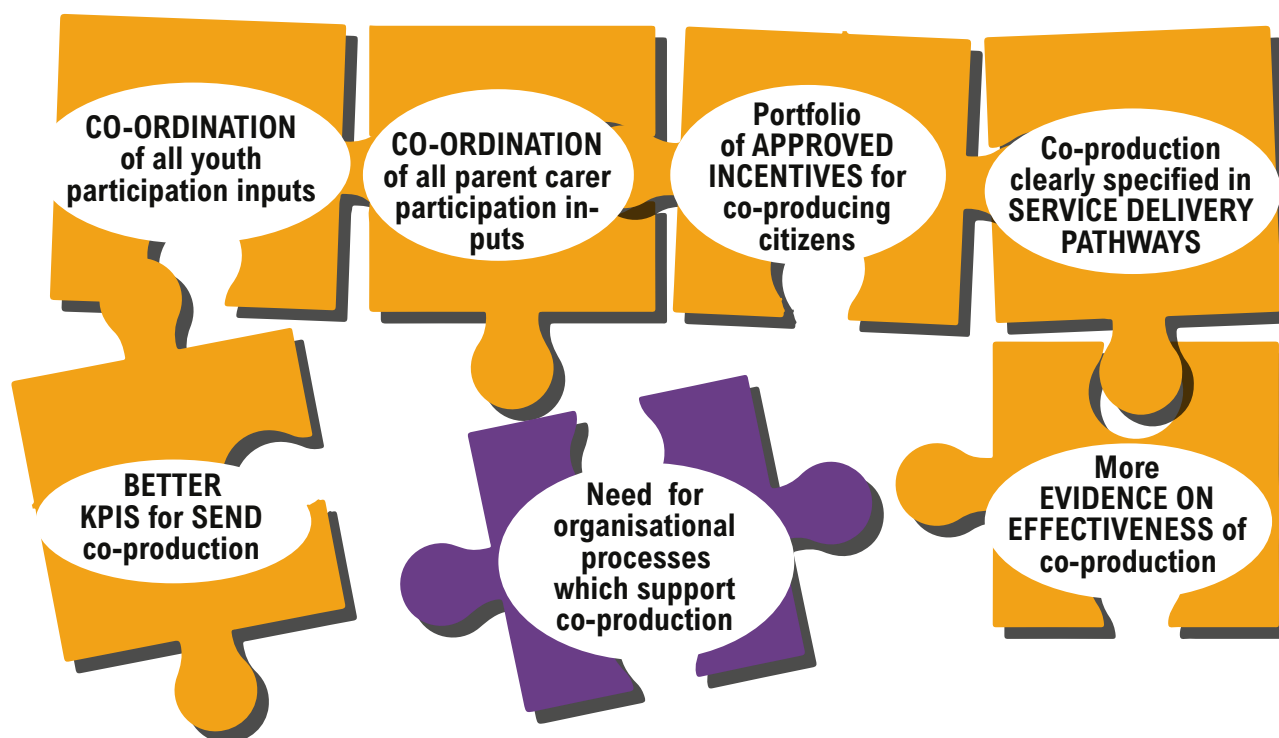 CO-ORDINATION
of all youth
participation inputs
CO-ORDINATION
of all parent carer
participation in-
puts
Portfolio
of APPROVED
INCENTIVES for
co-producing
citizens
Co-production
clearly specified in
SERVICE DELIVERY
PATHWAYS
BETTER
KPIS for SEND
co-production
Need for
organisational
processes
which support
co-production
More
EVIDENCE ON
EFFECTIVENESS of
co-production